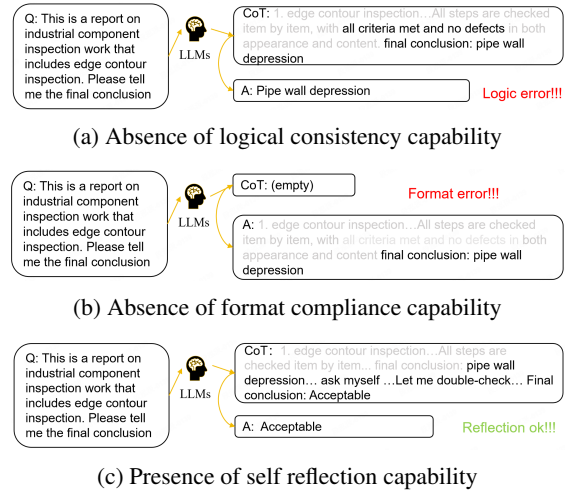 Q: This is a report on
industrial component
inspection work that
includes edge contour
inspection. Please tell
me the final conclusion
LLMs
CoT: 1. edge contour inspection…All steps are checked
item by item, with all criteria met and no defects in both
appearance and content. final conclusion: pipe wall
depression
A: Pipe wall depression
Logic error!!!
(a) Absence of logical consistency capability
Q: This is a report on
industrial component
inspection work that
includes edge contour
inspection. Please tell
me the final conclusion
LLMs
CoT: (empty)
Format error!!!
A: 1. edge contour inspection…All steps are checked
item by item, with all criteria met and no defects in both
appearance and content final conclusion: pipe wall
depression
(b) Absence of format compliance capability
Q: This is a report on
industrial component
inspection work that
includes edge contour
inspection. Please tell
me the final conclusion
LLMs
CoT: 1. edge contour inspection…All steps are
checked item by item... final conclusion: pipe wall
depression… ask myself …Let me double-check… Final
conclusion: Acceptable
A: Acceptable
Reflection ok!!!
(c) Presence of self reflection capability